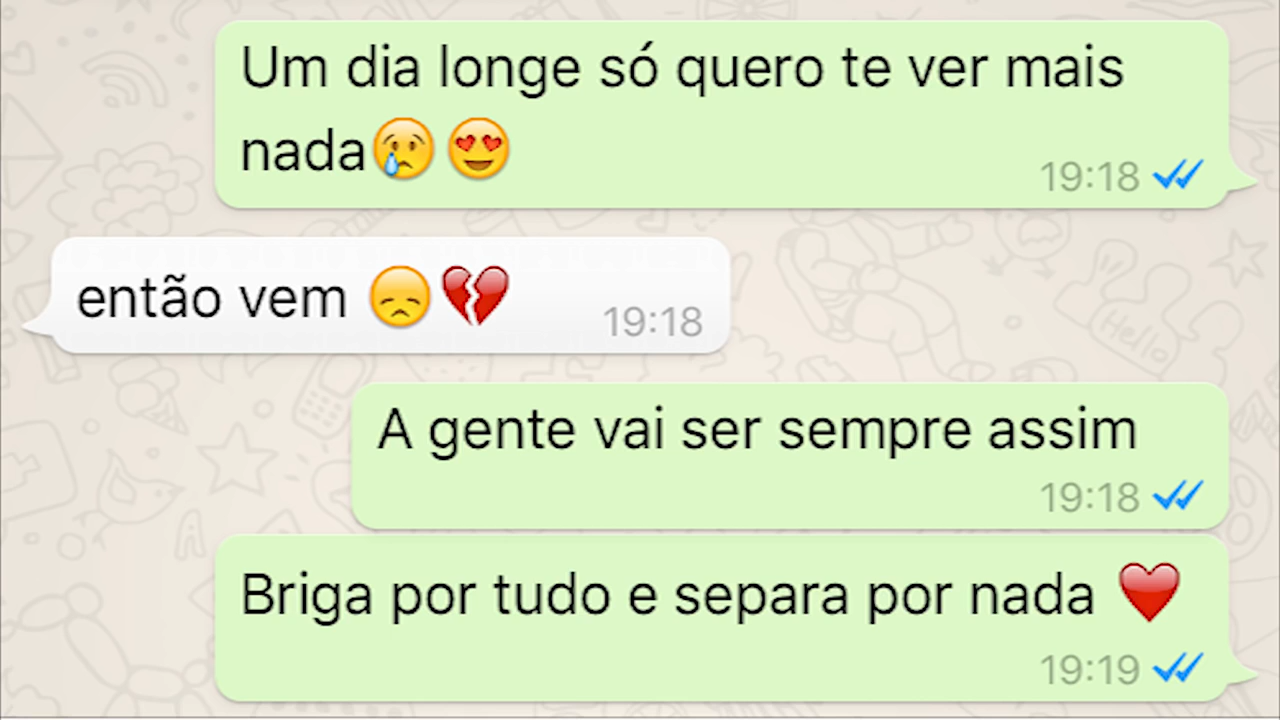 Um dia longe só quero te ver mais
nada😢😍
19:18
então vem 😞💔
19:18
A gente vai ser sempre assim
19:18
Briga por tudo e separa por nada ❤️
19:19